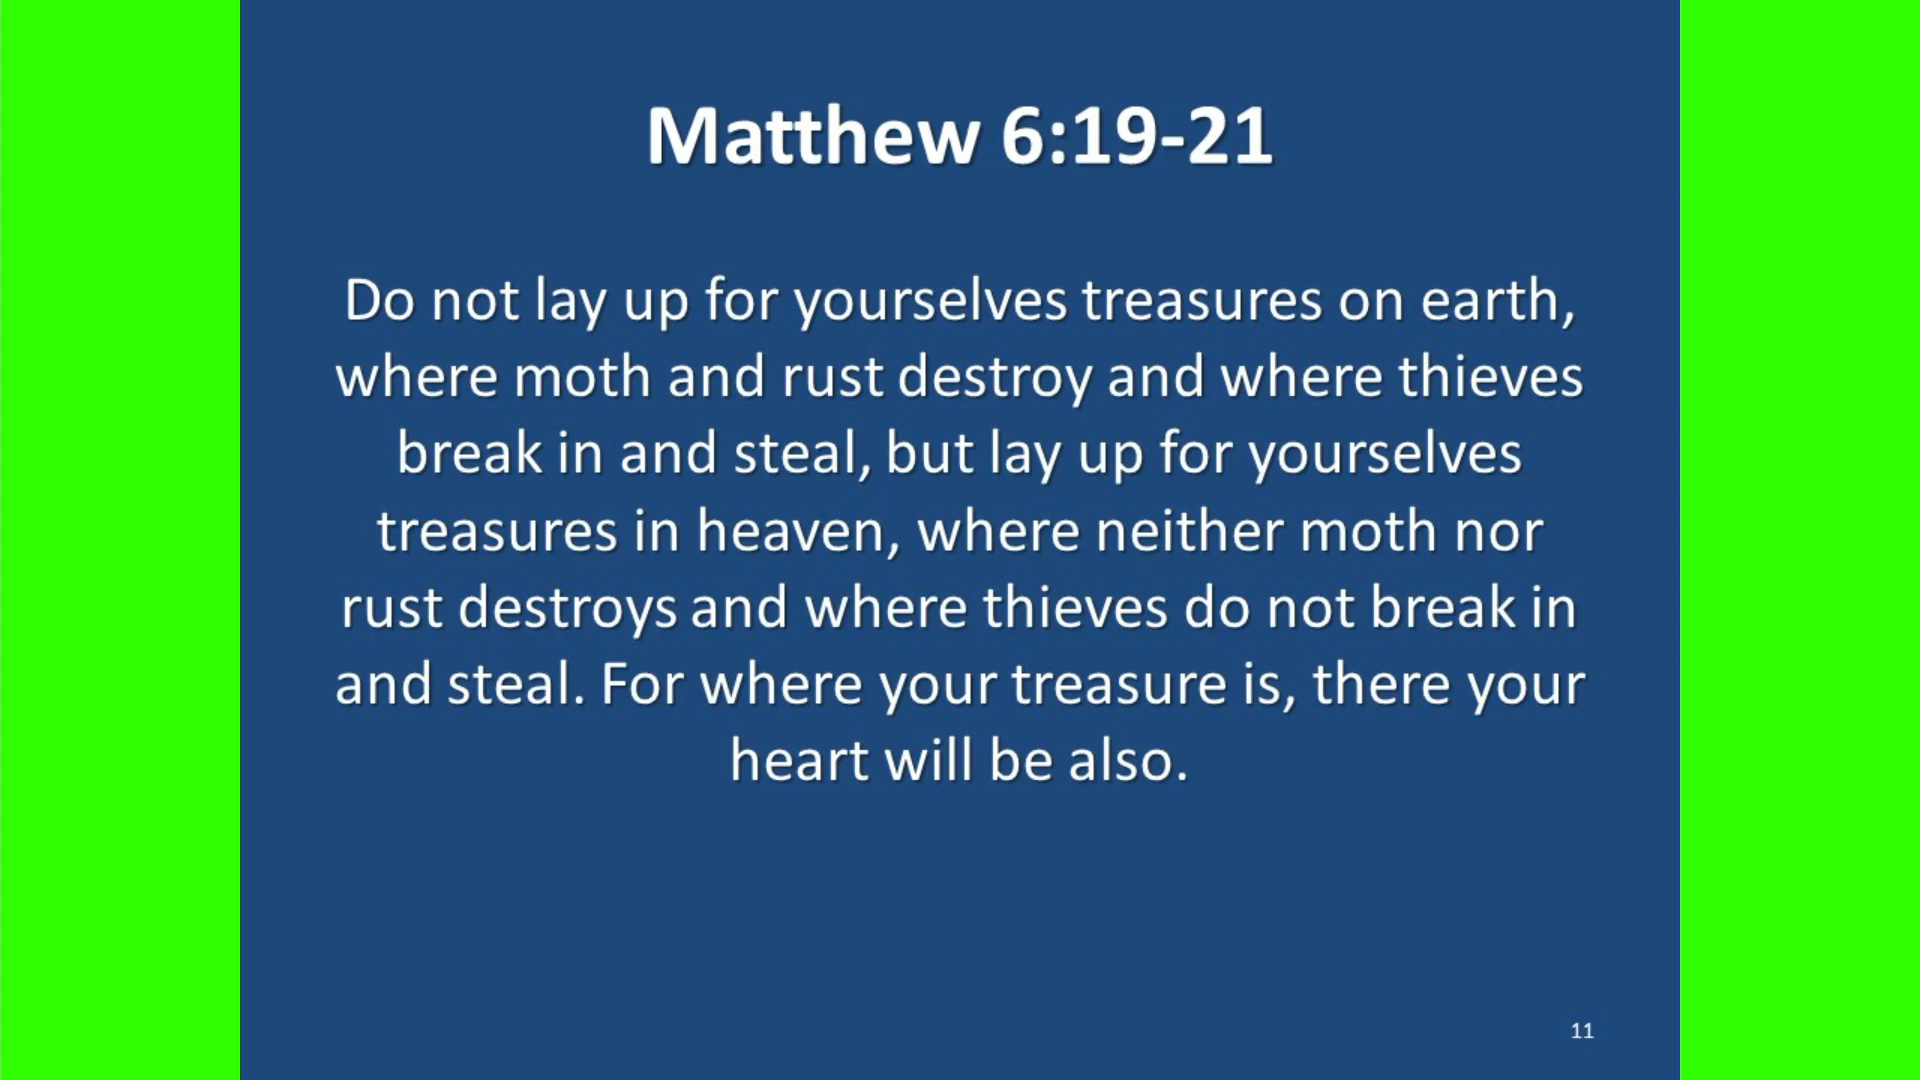 Matthew 6:19-21
Do not lay up for yourselves treasures on earth,
where moth and rust destroy and where thieves
break in and steal, but lay up for yourselves
treasures in heaven, where neither moth nor
rust destroys and where thieves do not break in
and steal. For where your treasure is, there your
heart will be also.
11